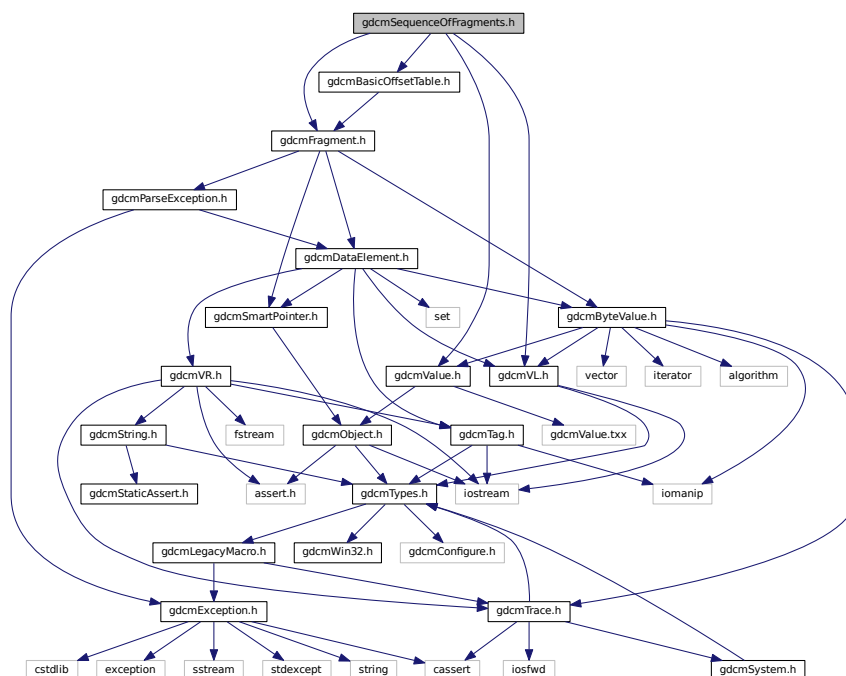 gdcmSequenceOfFragments.h
gdcmBasicOffsetTable.h
gdcmFragment.h
gdcmParseException.h
gdcmDataElement.h
gdcmSmartPointer.h
set
gdcmByteValue.h
gdcmVR.h
gdcmValue.h
gdcmVL.h
vector
iterator
algorithm
gdcmString.h
fstream
gdcmObject.h
gdcmTag.h
gdcmValue.txx
gdcmStaticAssert.h
assert.h
gdcmTypes.h
iostream
iomanip
gdcmLegacyMacro.h
gdcmWin32.h
gdcmConfigure.h
gdcmException.h
gdcmTrace.h
cstdlib
exception
sstream
stdexcept
string
cassert
iosfwd
gdcmSystem.h